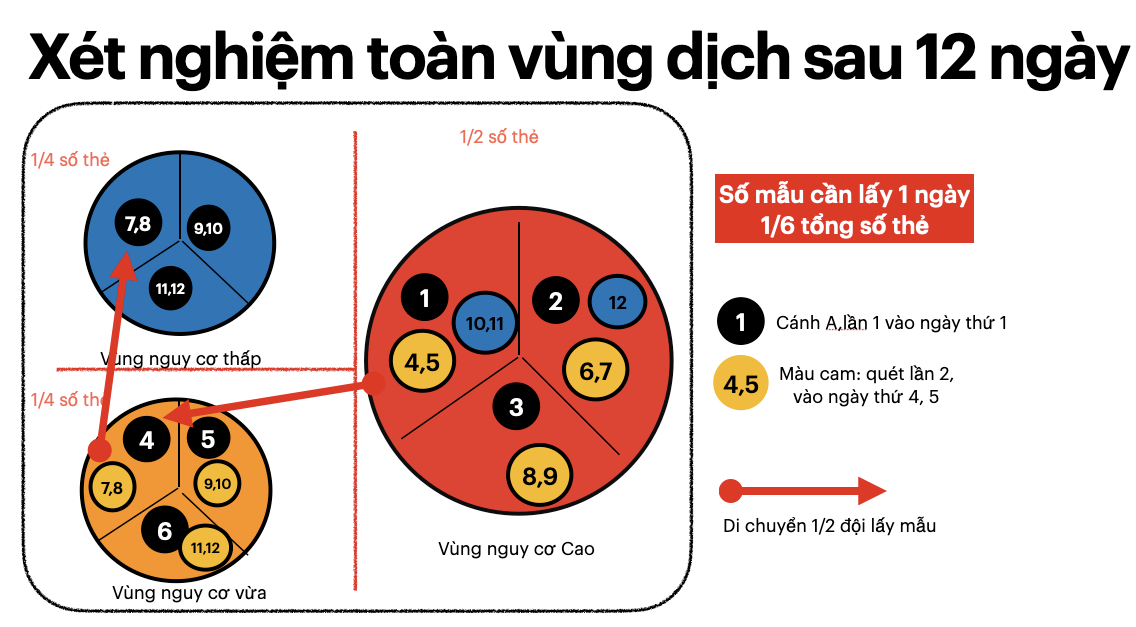 Xét nghiệm toàn vùng dịch sau 12 ngày
1/4 số thẻ
7,8
9,10
11,12
Vùng nguy cơ thấp
1/2 số thẻ
1
10,11
2
12
4,5
6,7
3
8,9
Vùng nguy cơ Cao
1/4 số thẻ
4
5
7,8
9,10
6
11,12
Vùng nguy cơ vừa
Số mẫu cần lấy 1 ngày
1/6 tổng số thẻ
1
Cánh A,lần 1 vào ngày thứ 1
4,5
Màu cam: quét lần 2,
vào ngày thứ 4, 5
Di chuyển 1/2 đội lấy mẫu